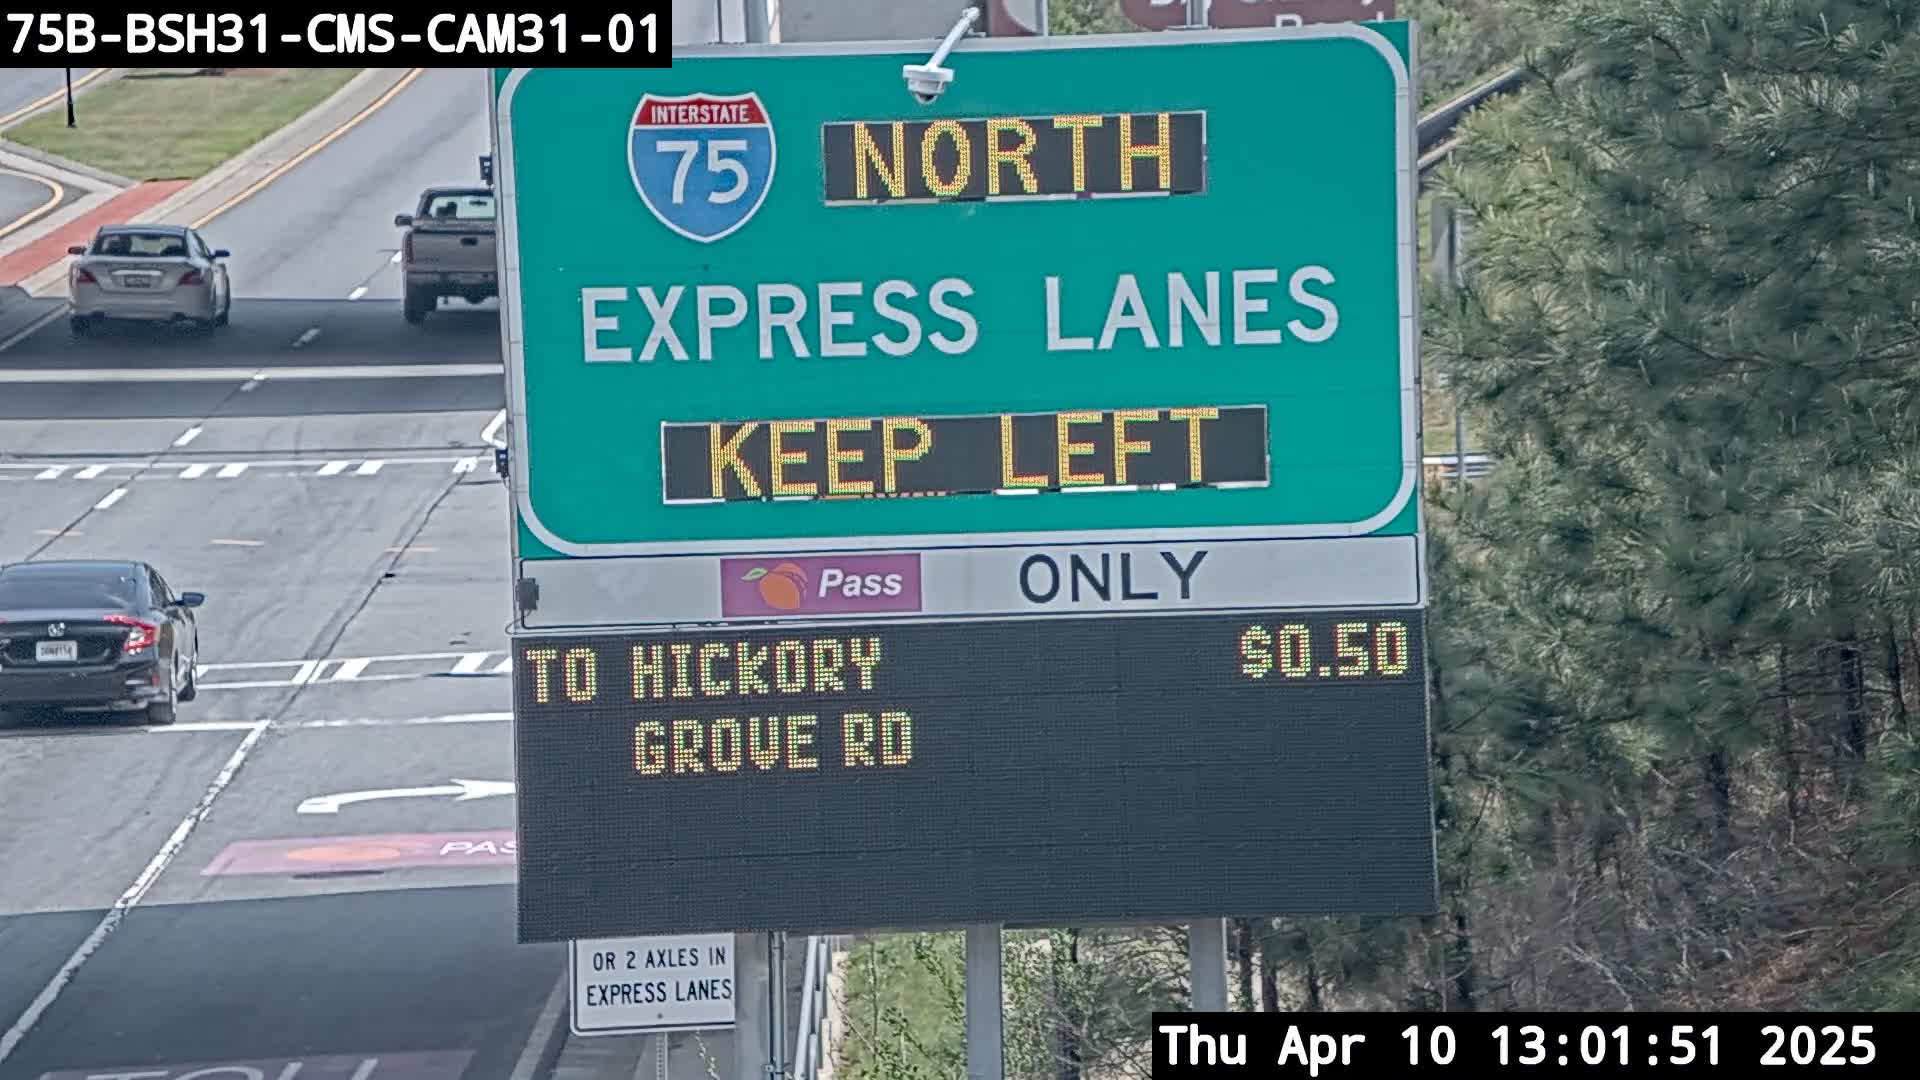 75B-BSH31-CMS-CAM31-01
INTERSTATE
75
NORTH
EXPRESS LANES
KEEP LEFT
Pass ONLY
TO HICKORY $0.50
GROVE RD
OR 2 AXLES IN
EXPRESS LANES
TOLL
Thu Apr 10 13:01:51 2025